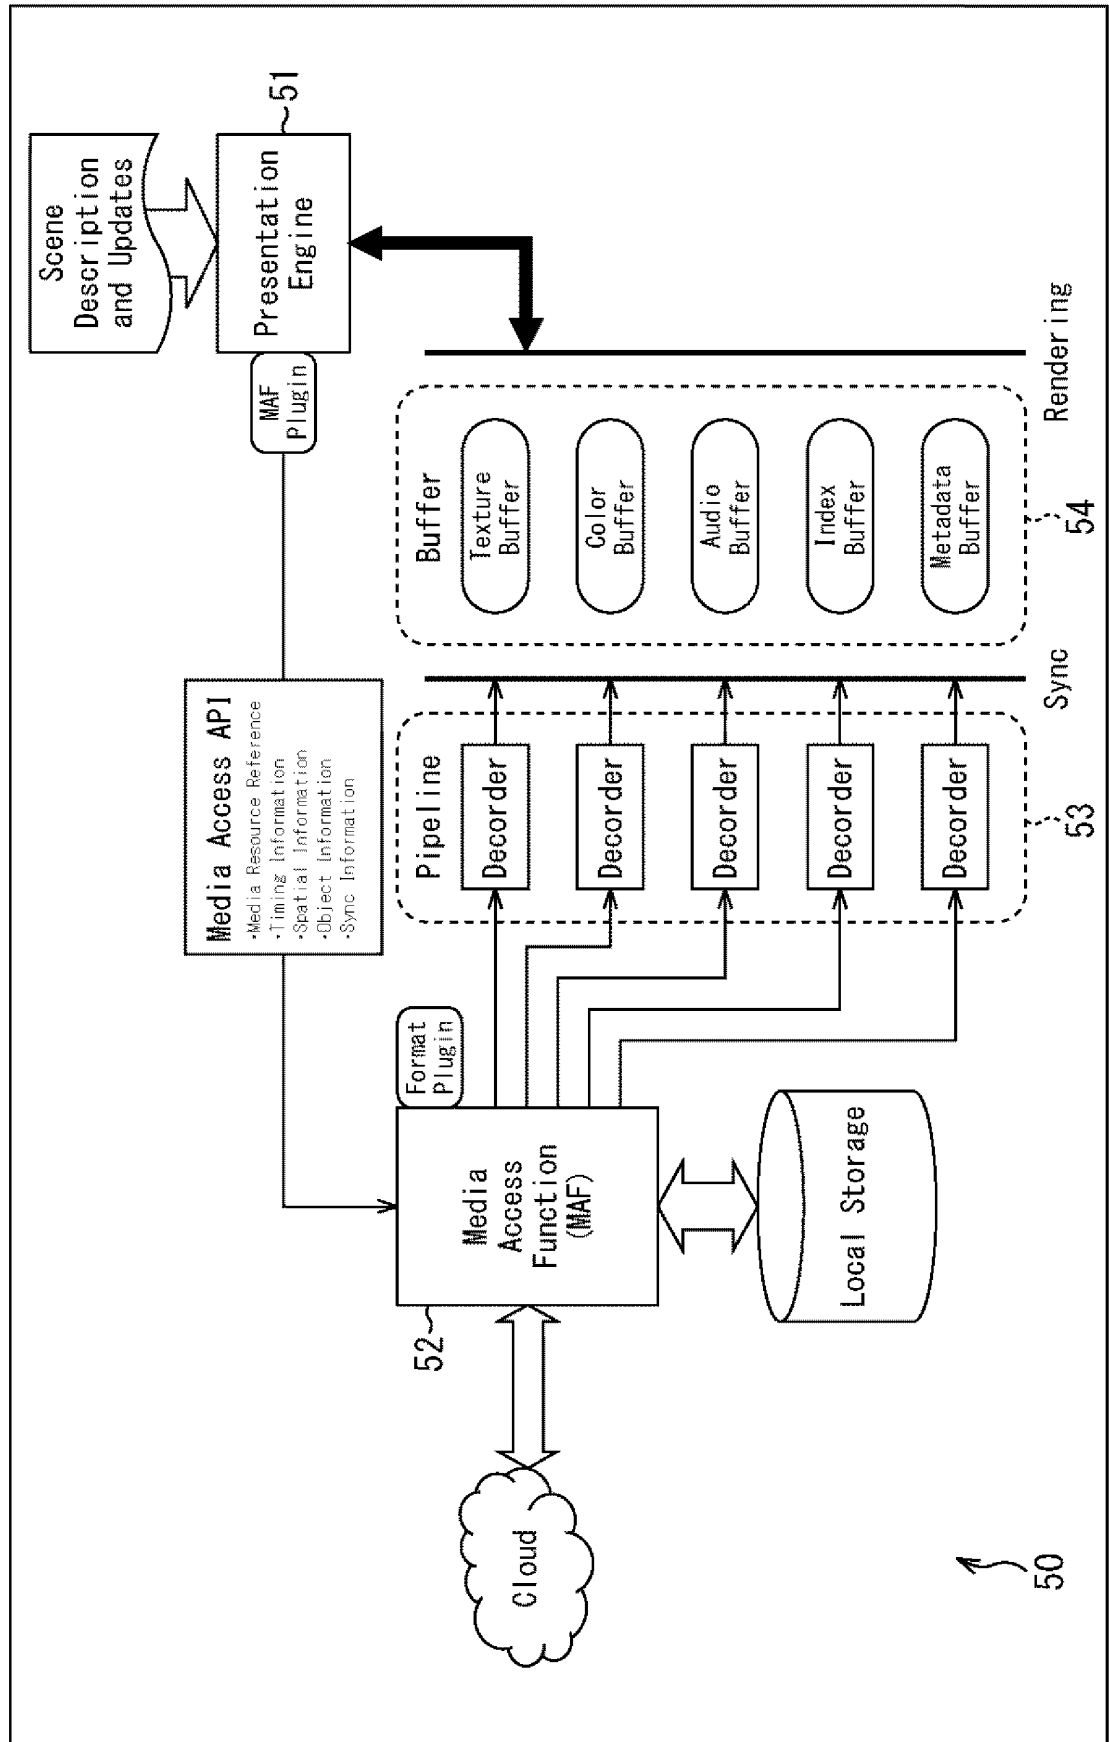 Scene
Description
and Updates
51
Presentation
Engine
MAF
Plugin
Media Access API
・Media Resource Reference
・Timing Information
・Spatial Information
・Object Information
・Sync Information
52
Media
Access
Function
(MAF)
Format
Plugin
Cloud
Local Storage
Pipeline
Decorder
Decorder
Decorder
Decorder
Decorder
53
Sync
Buffer
Texture
Buffer
Color
Buffer
Audio
Buffer
Index
Buffer
Metadata
Buffer
54
Rendering
50